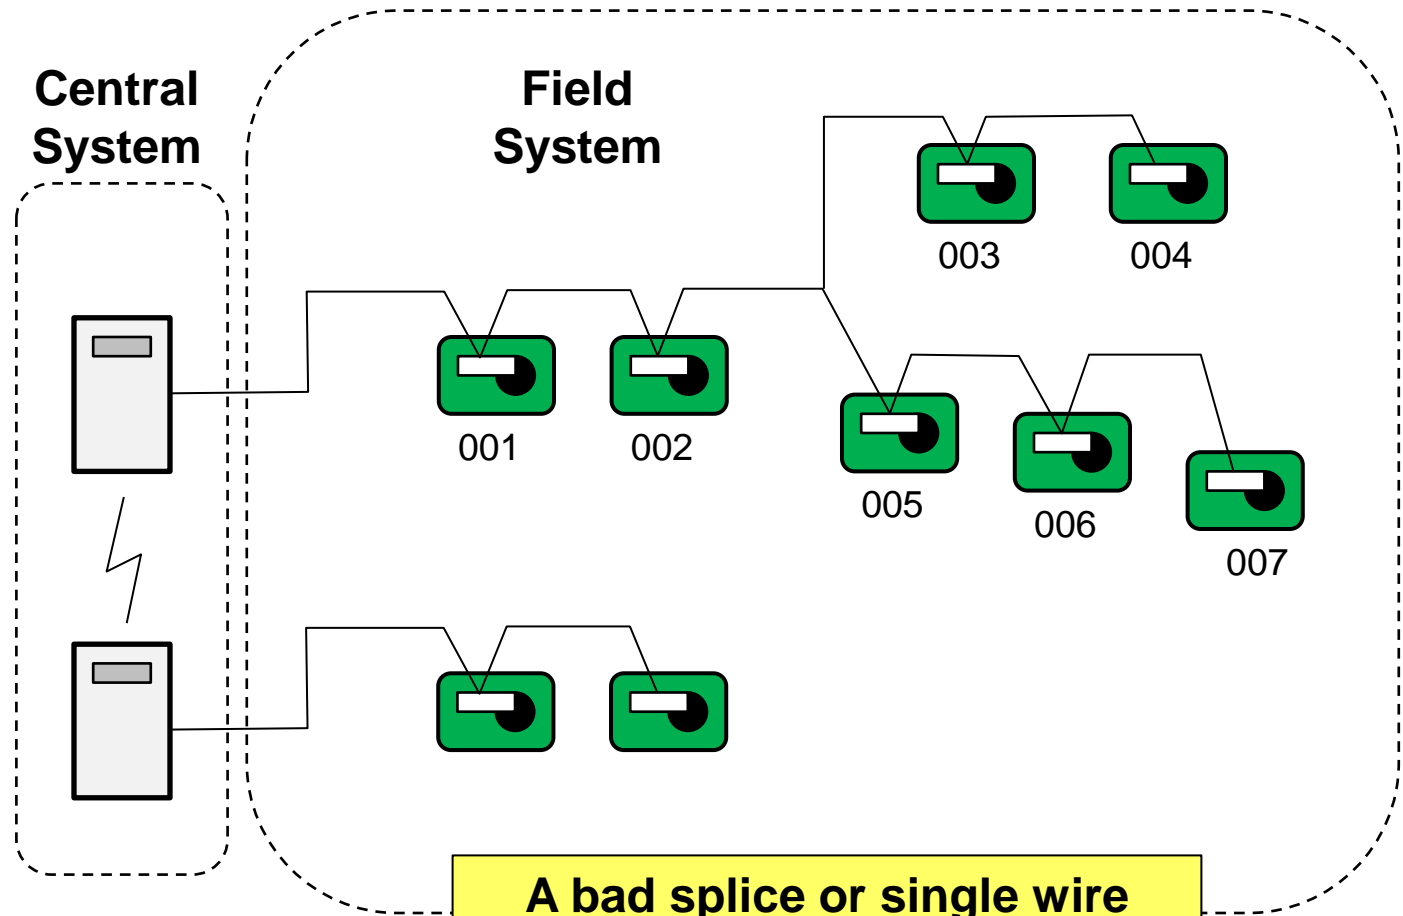 Central
System
Field
System
003
004
001
002
005
006
007
A bad splice or single wire